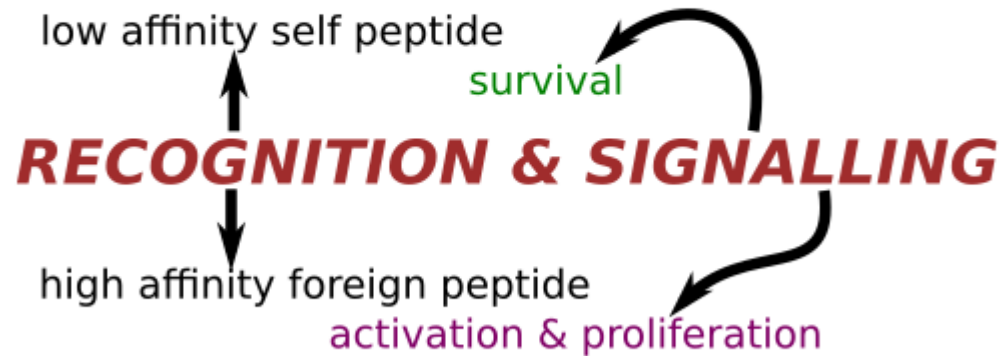 low affinity self peptide
survival
RECOGNITION & SIGNALLING
high affinity foreign peptide
activation & proliferation